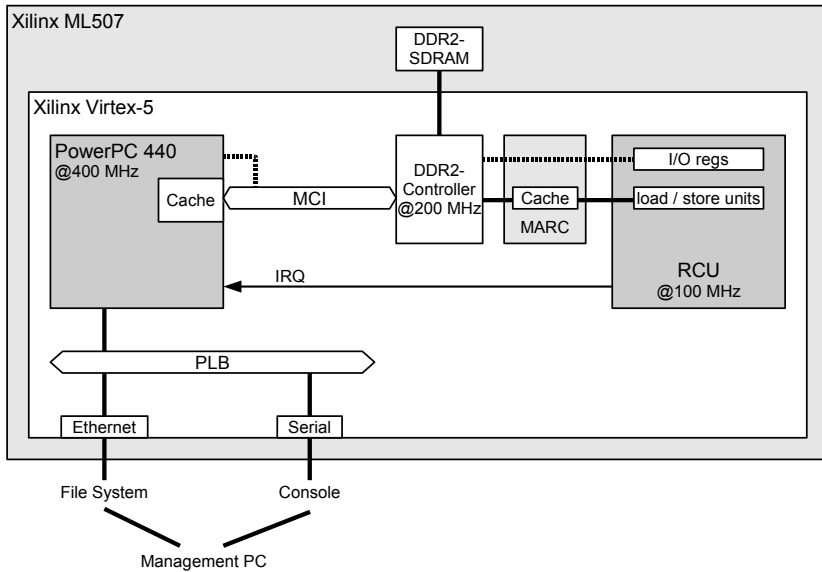 Xilinx ML507
DDR2-
SDRAM
Xilinx Virtex-5
PowerPC 440
@400 MHz
Cache
MCI
DDR2-
Controller
@200 MHz
Cache
MARC
I/O regs
load / store units
RCU
@100 MHz
IRQ
PLB
Ethernet
Serial
File System
Console
Management PC